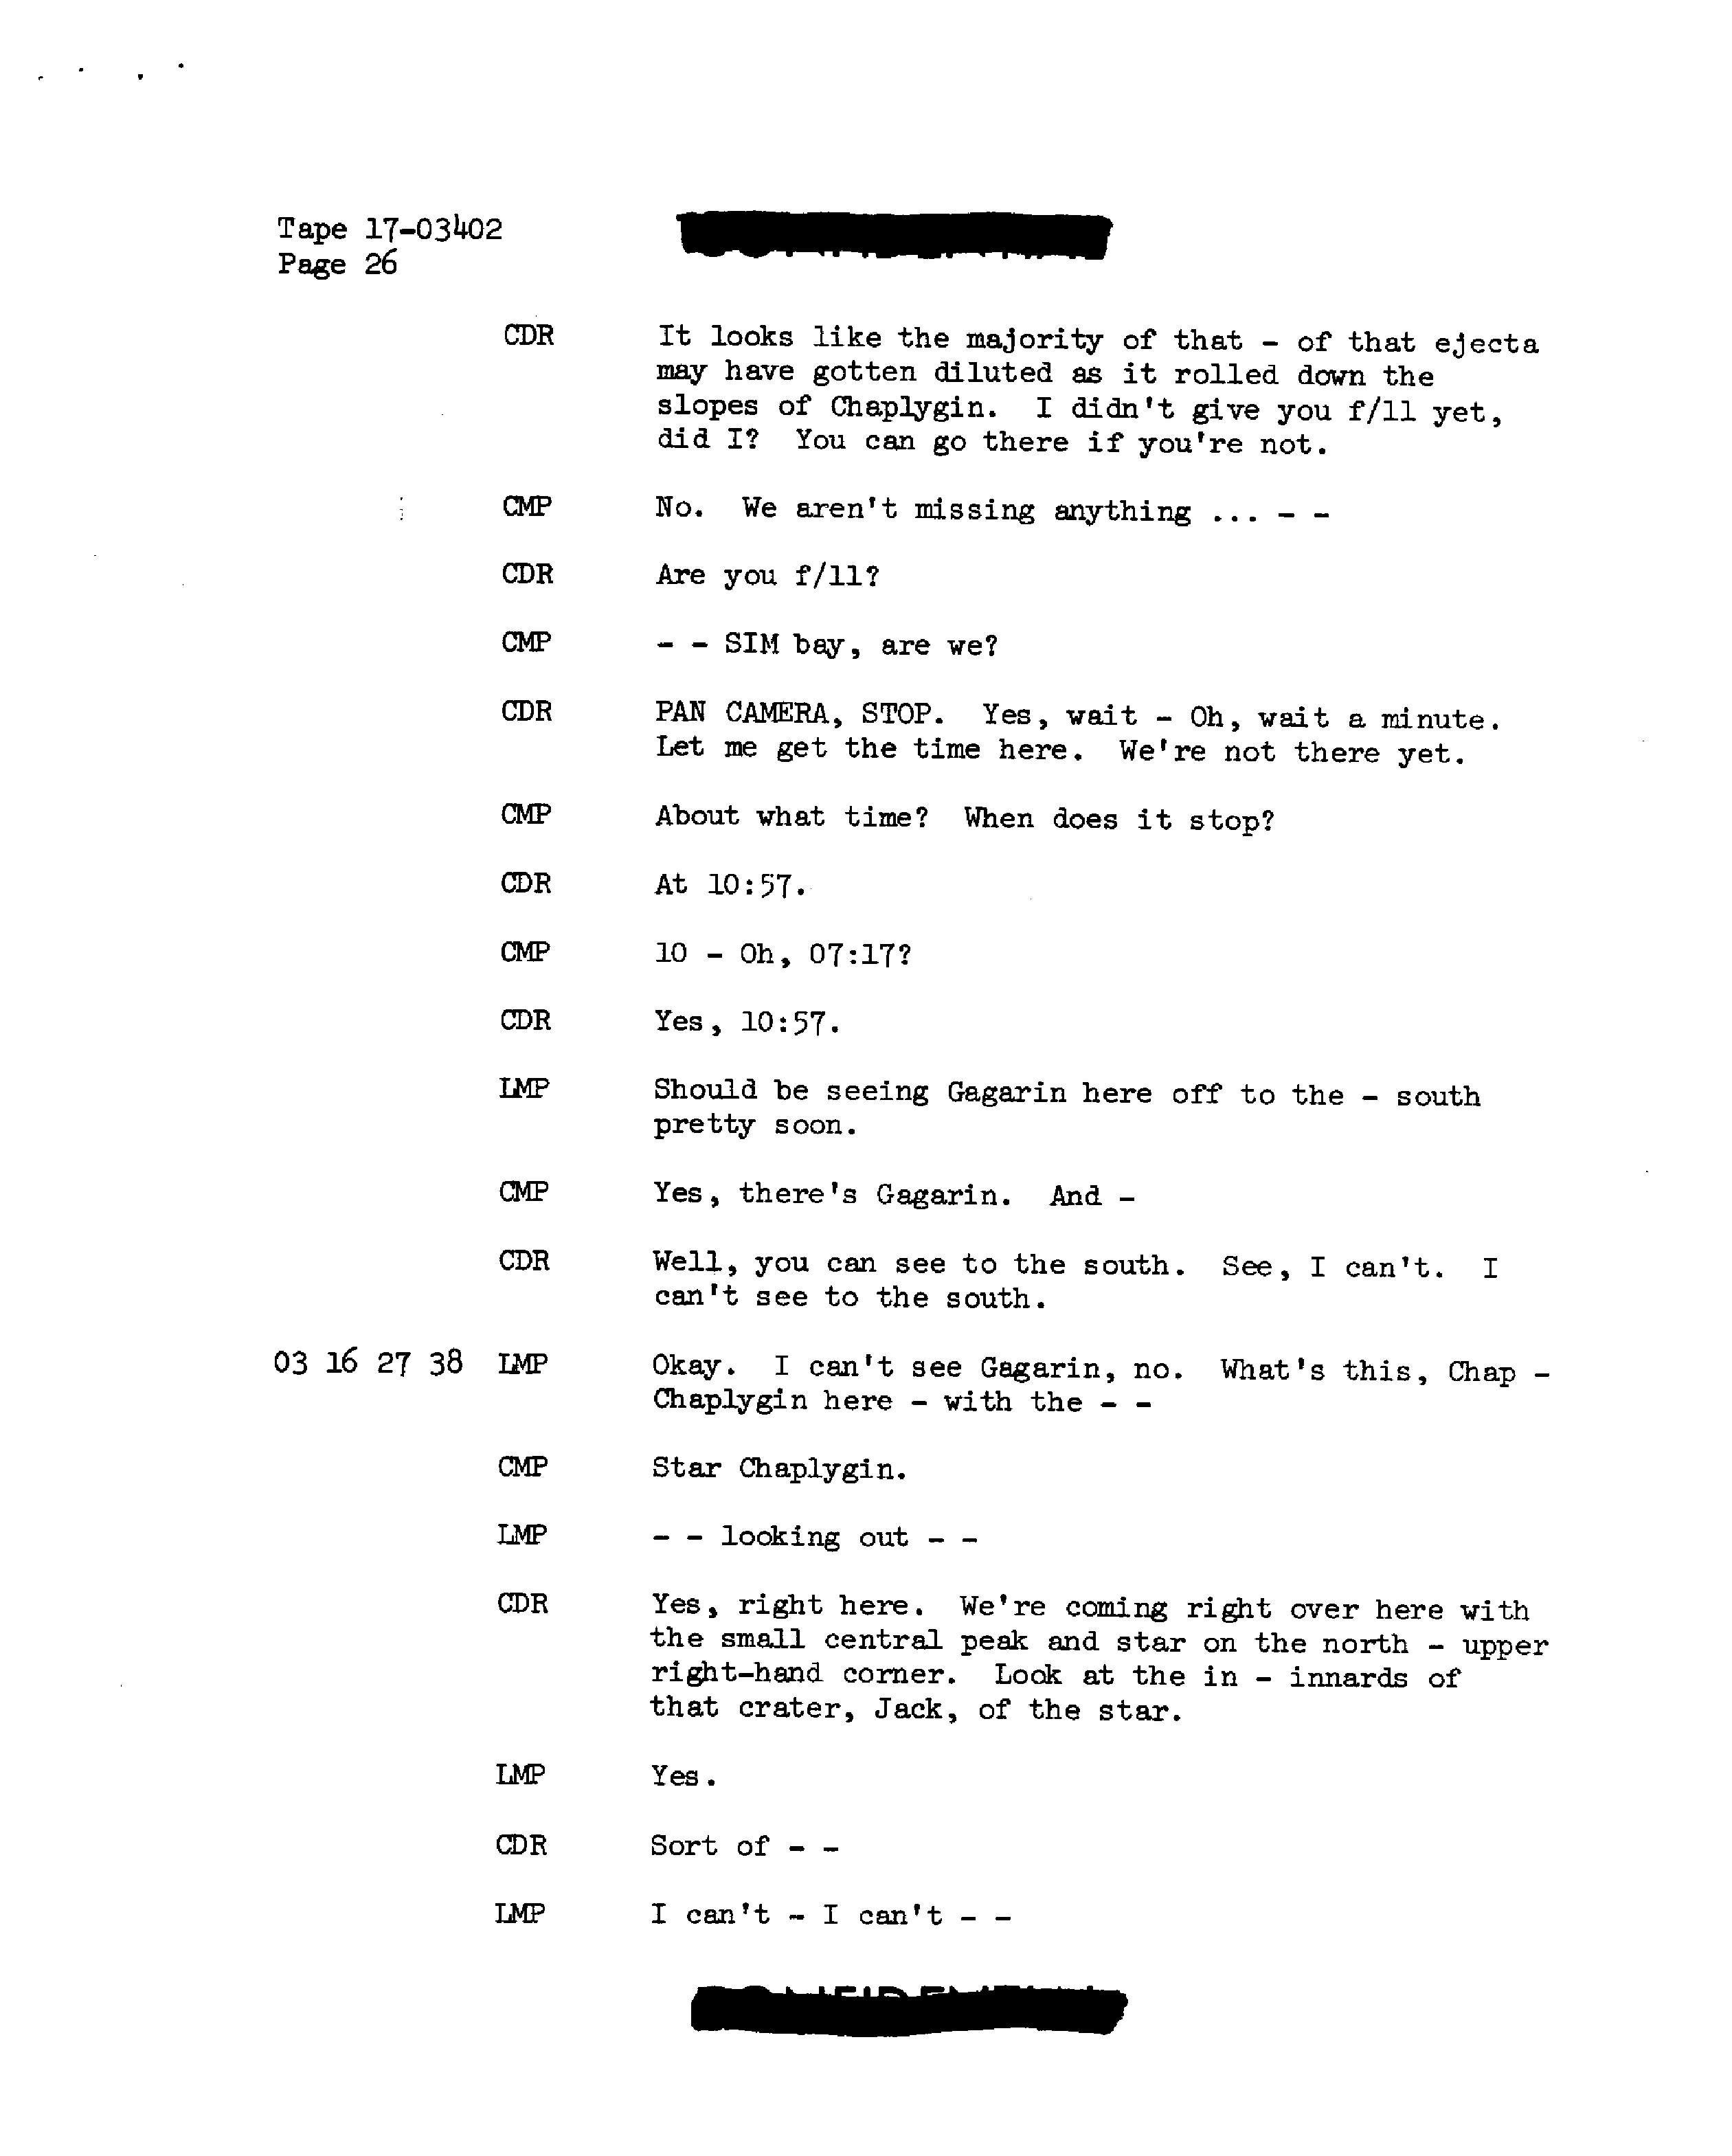 Tape 17-03402
Page 26
CDR It looks like the majority of that - of that ejecta
may have gotten diluted as it rolled down the
slopes of Chaplygin. I didn't give you f/11 yet,
did I? You can go there if you're not.
CMP No. We aren't missing anything ... - -
CDR Are you f/11?
CMP - - SIM bay, are we?
CDR PAN CAMERA, STOP. Yes, wait - Oh, wait a minute.
Let me get the time here. We're not there yet.
CMP About what time? When does it stop?
CDR At 10:57.
CMP 10 - Oh, 07:17?
CDR Yes, 10:57.
LMP Should be seeing Gagarin here off to the - south
pretty soon.
CMP Yes, there's Gagarin. And -
CDR Well, you can see to the south. See, I can't. I
can't see to the south.
03 16 27 38 LMP Okay. I can't see Gagarin, no. What's this, Chap -
Chaplygin here - with the - -
CMP Star Chaplygin.
LMP - - looking out - -
CDR Yes, right here. We're coming right over here with
the small central peak and star on the north - upper
right-hand corner. Look at the in - innards of
that crater, Jack, of the star.
LMP Yes.
CDR Sort of - -
LMP I can't - I can't - -